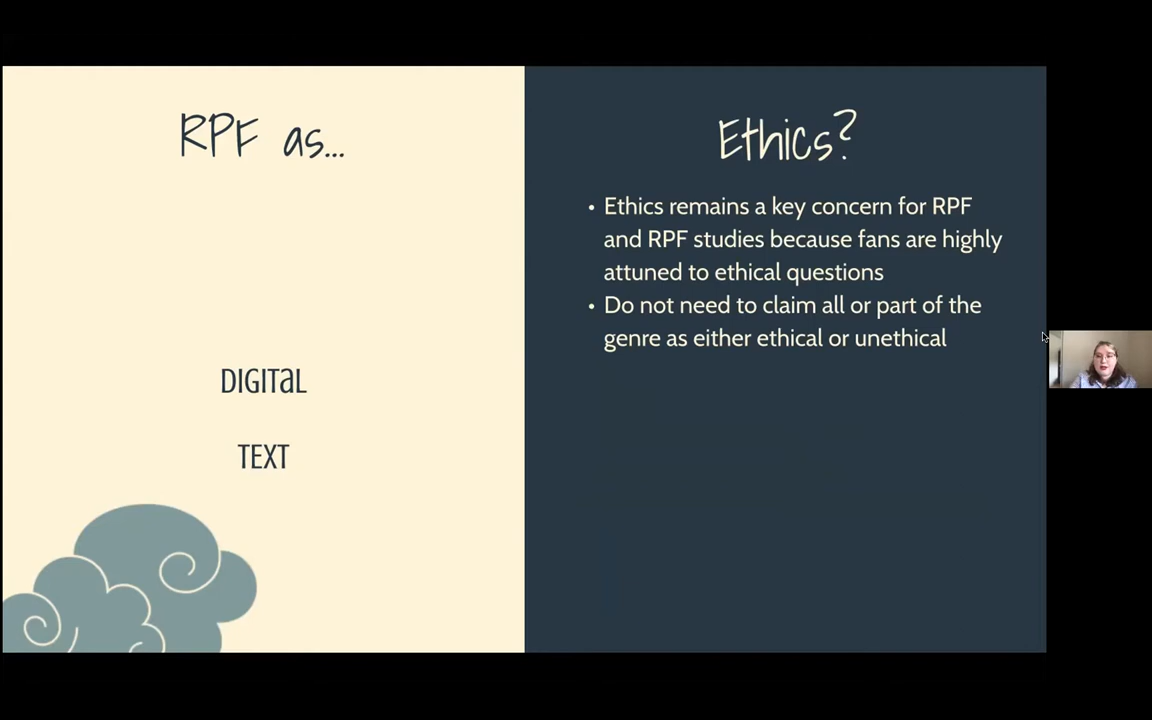 RPF as...
DIGITAL
TEXT
Ethics?
• Ethics remains a key concern for RPF
and RPF studies because fans are highly
attuned to ethical questions
• Do not need to claim all or part of the
genre as either ethical or unethical